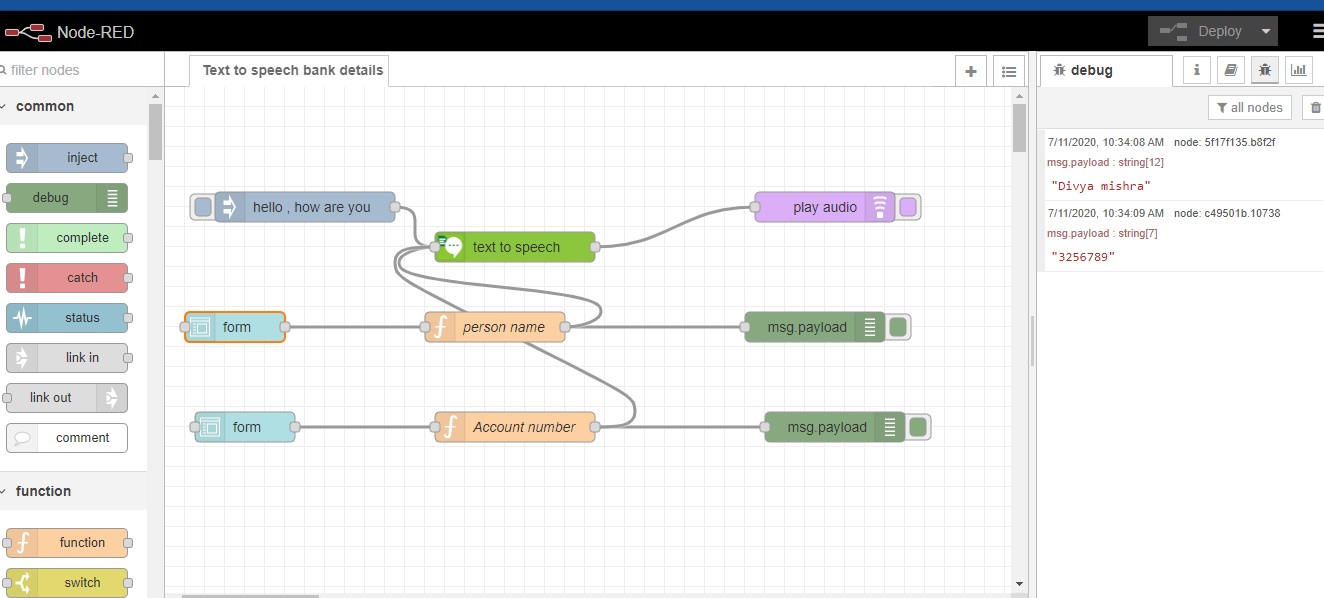 Node-RED
Deploy
filter nodes
Text to speech bank details
debug
common
all nodes
inject
debug
complete
catch
status
link in
link out
comment
function
function
switch
hello , how are you
play audio
text to speech
form
person name
msg.payload
form
Account number
msg.payload
7/11/2020, 10:34:08 AM node: 5f17f135.b8f2f
msg.payload : string[12]
"Divya mishra"
7/11/2020, 10:34:09 AM node: c49501b.10738
msg.payload : string[7]
"3256789"